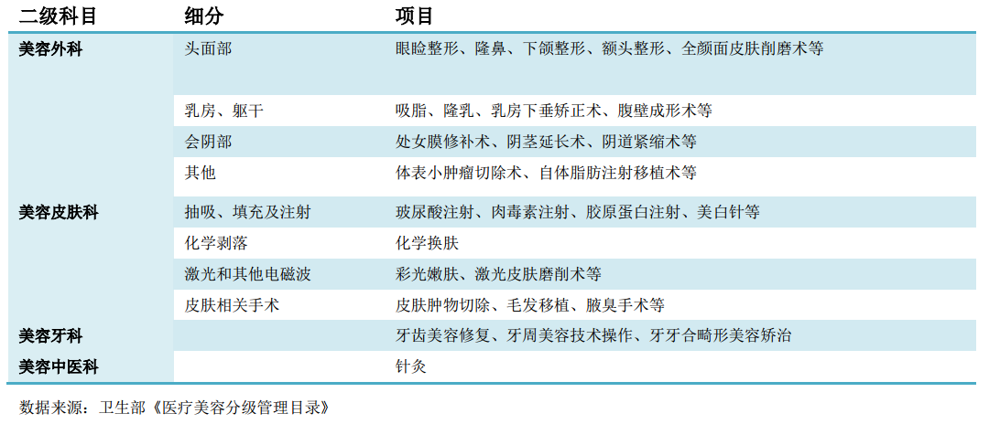 二级科目 细分 项目
美容外科 头面部 眼睑整形、隆鼻、下颌整形、额头整形、全颜面皮肤削磨术等
乳房、躯干 吸脂、隆乳、乳房下垂矫正术、腹壁成形术等
会阴部 处女膜修补术、阴茎延长术、阴道紧缩术等
其他 体表小肿瘤切除术、自体脂肪注射移植术等
美容皮肤科 抽吸、填充及注射 玻尿酸注射、肉毒素注射、胶原蛋白注射、美白针等
化学剥落 化学换肤
激光和其他电磁波 彩光嫩肤、激光皮肤磨削术等
皮肤相关手术 皮肤肿物切除、毛发移植、腋臭手术等
美容牙科 牙齿美容修复、牙周美容技术操作、牙牙合畸形美容矫治
美容中医科 针灸
数据来源：卫生部《医疗美容分级管理目录》